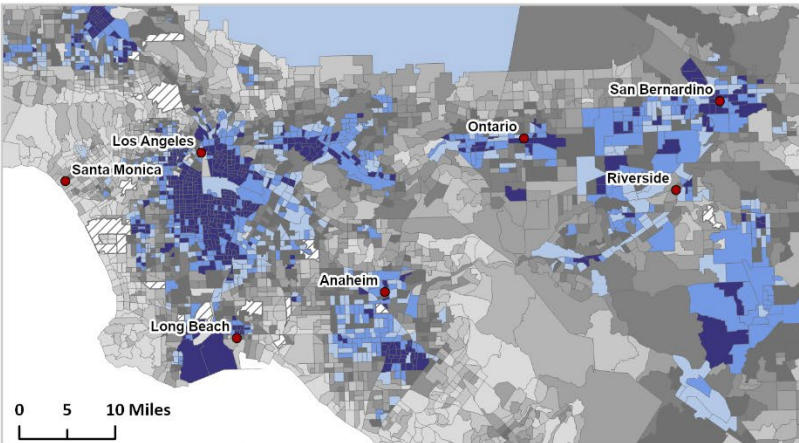 San Bernardino
Ontario
Los Angeles
Santa Monica
Riverside
Anaheim
Long Beach
0 5 10 Miles